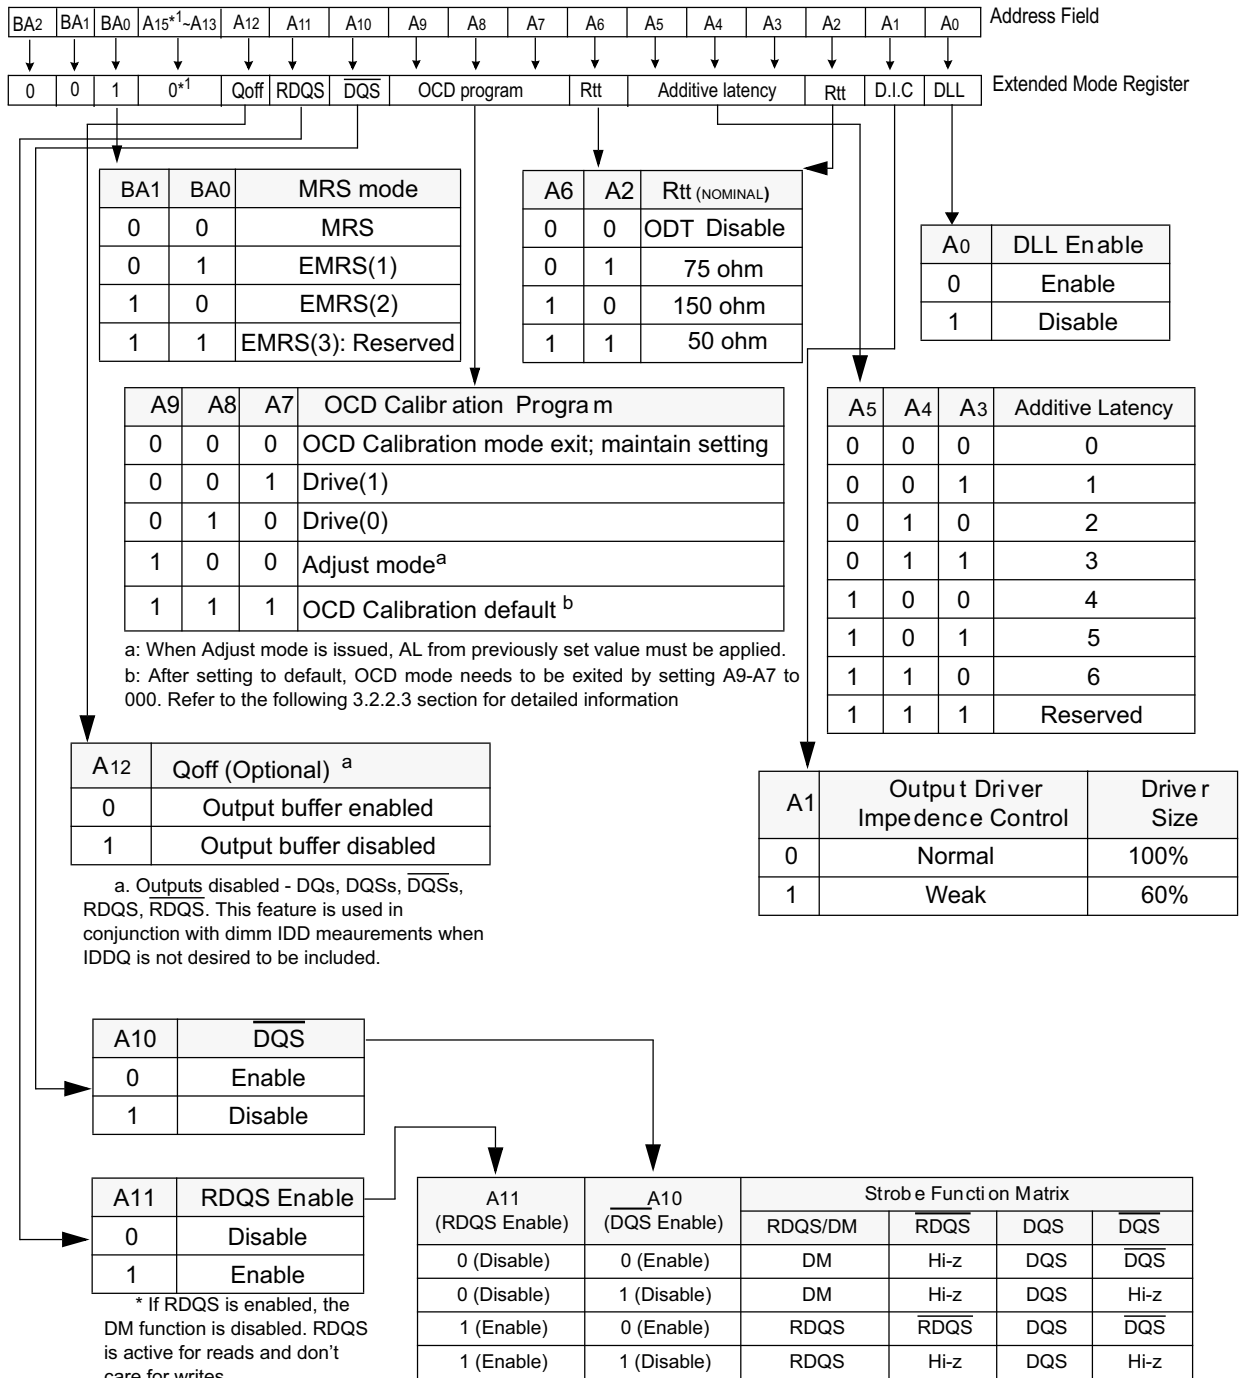 BA2 BA1 BA0 A15*1~A13 A12 A11 A10 A9 A8 A7 A6 A5 A4 A3 A2 A1 A0 Address Field
0 0 1 0*1 Qoff RDQS D̅Q̅S̅ OCD program Rtt Additive latency Rtt D.I.C DLL Extended Mode Register
BA1 BA0 MRS mode
0 0 MRS
0 1 EMRS(1)
1 0 EMRS(2)
1 1 EMRS(3): Reserved
A6 A2 Rtt (NOMINAL)
0 0 ODT Disable
0 1 75 ohm
1 0 150 ohm
1 1 50 ohm
A0 DLL Enable
0 Enable
1 Disable
A9 A8 A7 OCD Calibration Program
0 0 0 OCD Calibration mode exit; maintain setting
0 0 1 Drive(1)
0 1 0 Drive(0)
1 0 0 Adjust mode a
1 1 1 OCD Calibration default b
a: When Adjust mode is issued, AL from previously set value must be applied.
b: After setting to default, OCD mode needs to be exited by setting A9-A7 to
000. Refer to the following 3.2.2.3 section for detailed information
A5 A4 A3 Additive Latency
0 0 0 0
0 0 1 1
0 1 0 2
0 1 1 3
1 0 0 4
1 0 1 5
1 1 0 6
1 1 1 Reserved
A12 Qoff (Optional) a
0 Output buffer enabled
1 Output buffer disabled
a. Outputs disabled - DQs, DQSs, D̅Q̅S̅s,
RDQS, R̅D̅Q̅S̅. This feature is used in
conjunction with dimm IDD meaurements when
IDDQ is not desired to be included.
A1 Output Driver Impedence Control Driver Size
0 Normal 100%
1 Weak 60%
A10 D̅Q̅S̅
0 Enable
1 Disable
A11 RDQS Enable
0 Disable
1 Enable
* If RDQS is enabled, the
DM function is disabled. RDQS
is active for reads and don't
care for writes.
A11 (RDQS Enable) A10 (D̅Q̅S̅ Enable) Strobe Function Matrix
RDQS/DM R̅D̅Q̅S̅ DQS D̅Q̅S̅
0 (Disable) 0 (Enable) DM Hi-z DQS D̅Q̅S̅
0 (Disable) 1 (Disable) DM Hi-z DQS Hi-z
1 (Enable) 0 (Enable) RDQS R̅D̅Q̅S̅ DQS D̅Q̅S̅
1 (Enable) 1 (Disable) RDQS Hi-z DQS Hi-z